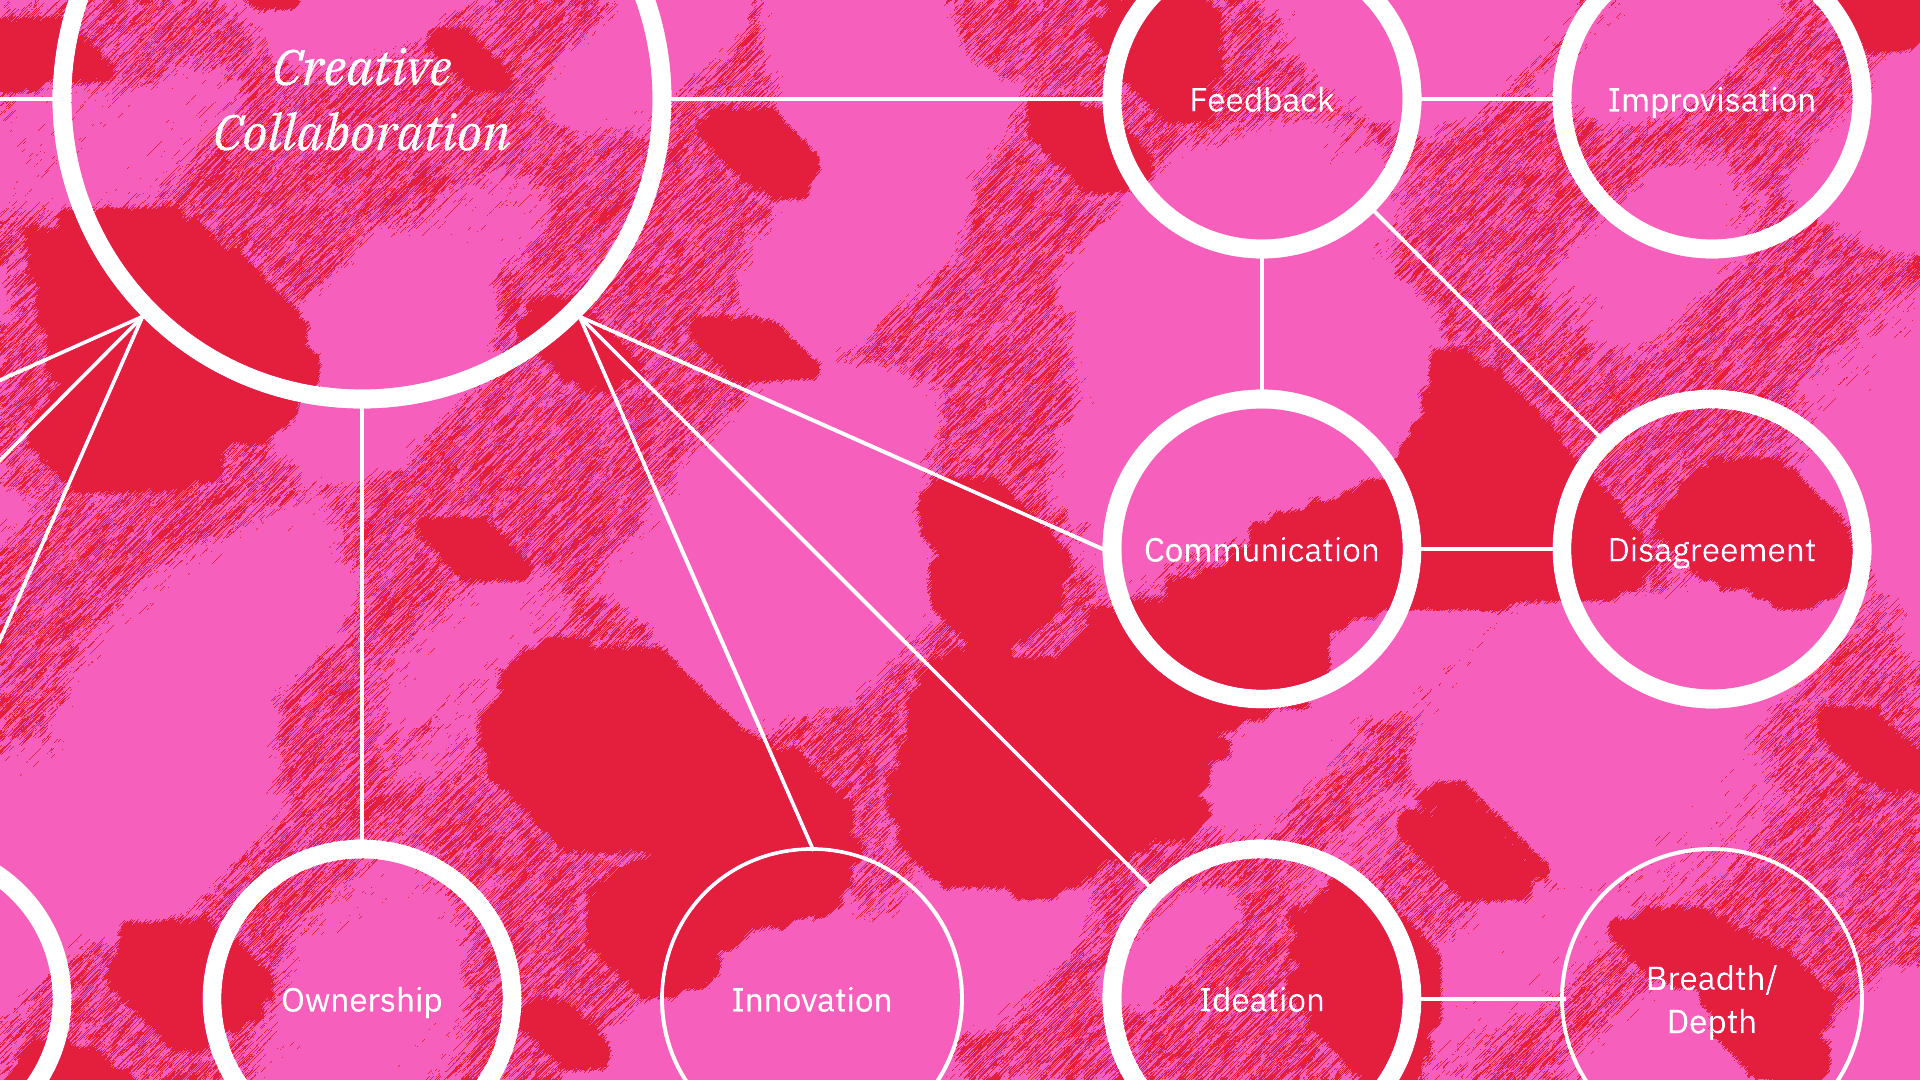 Creative
Collaboration
Feedback
Improvisation
Communication
Disagreement
Ownership
Innovation
Ideation
Breadth/
Depth